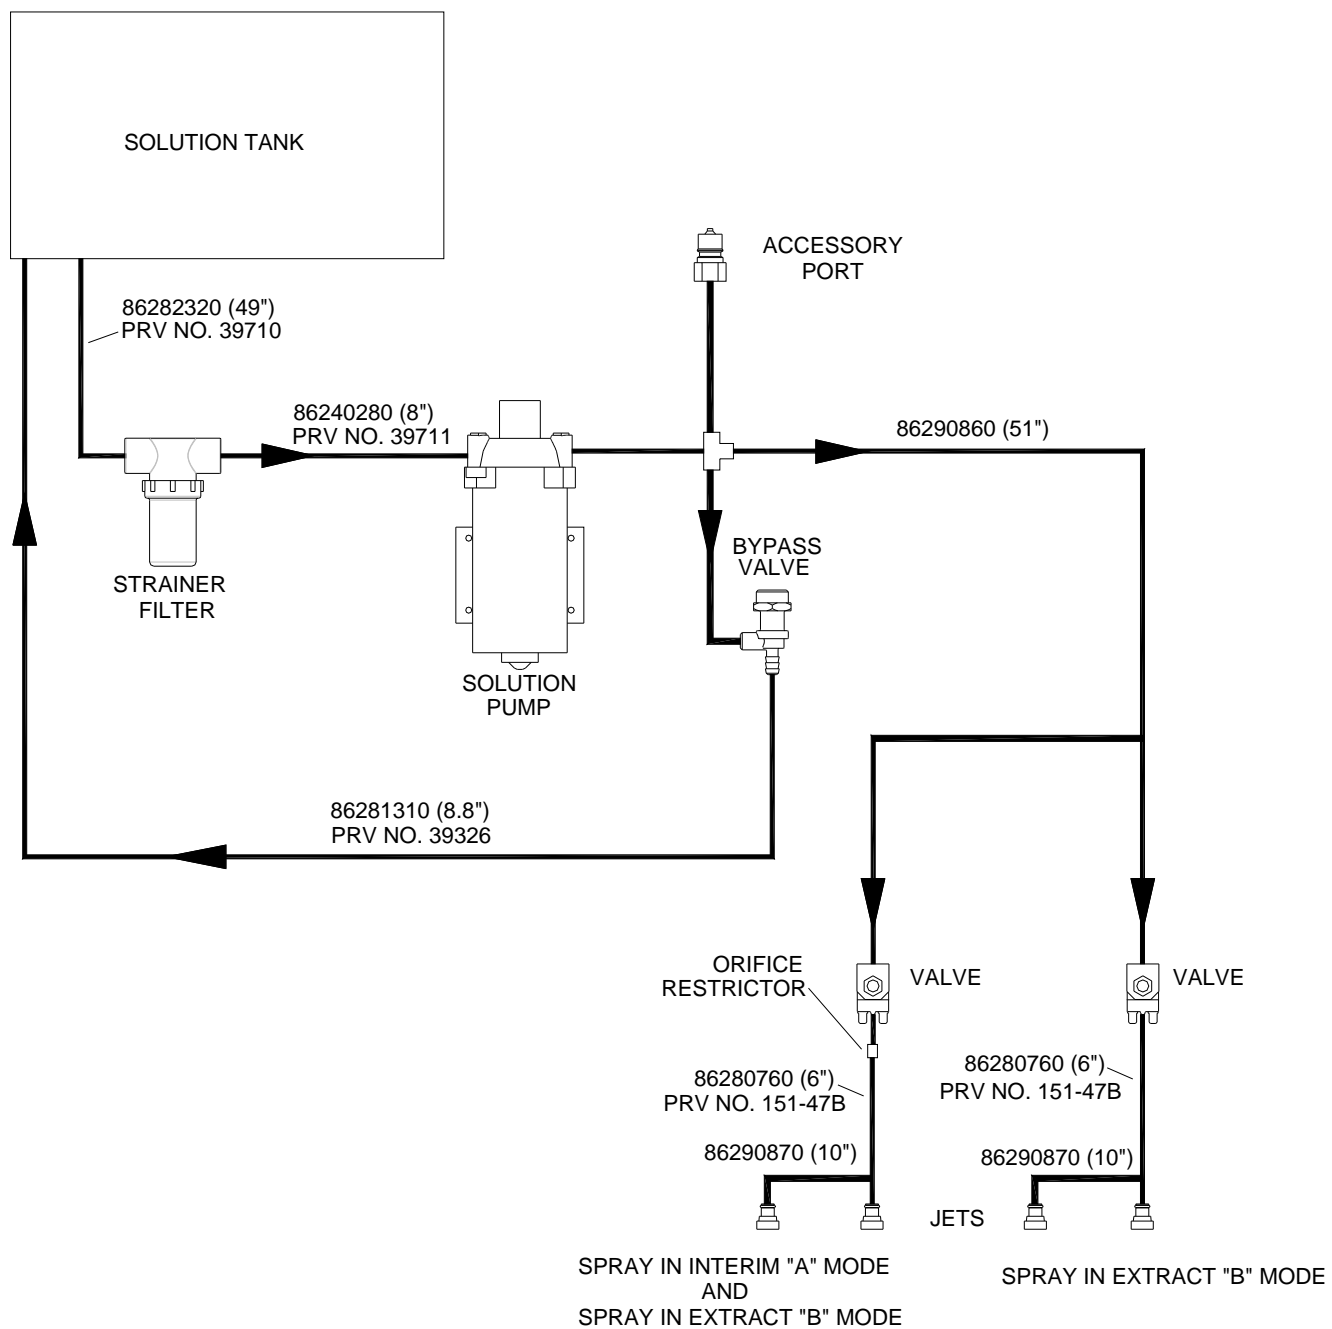 SOLUTION TANK
ACCESSORY
PORT
86282320 (49")
PRV NO. 39710
86240280 (8")
PRV NO. 39711
86290860 (51")
STRAINER
FILTER
BYPASS
VALVE
SOLUTION
PUMP
86281310 (8.8")
PRV NO. 39326
ORIFICE
RESTRICTOR
VALVE
VALVE
86280760 (6")
PRV NO. 151-47B
86280760 (6")
PRV NO. 151-47B
86290870 (10")
86290870 (10")
JETS
SPRAY IN INTERIM "A" MODE
AND
SPRAY IN EXTRACT "B" MODE
SPRAY IN EXTRACT "B" MODE